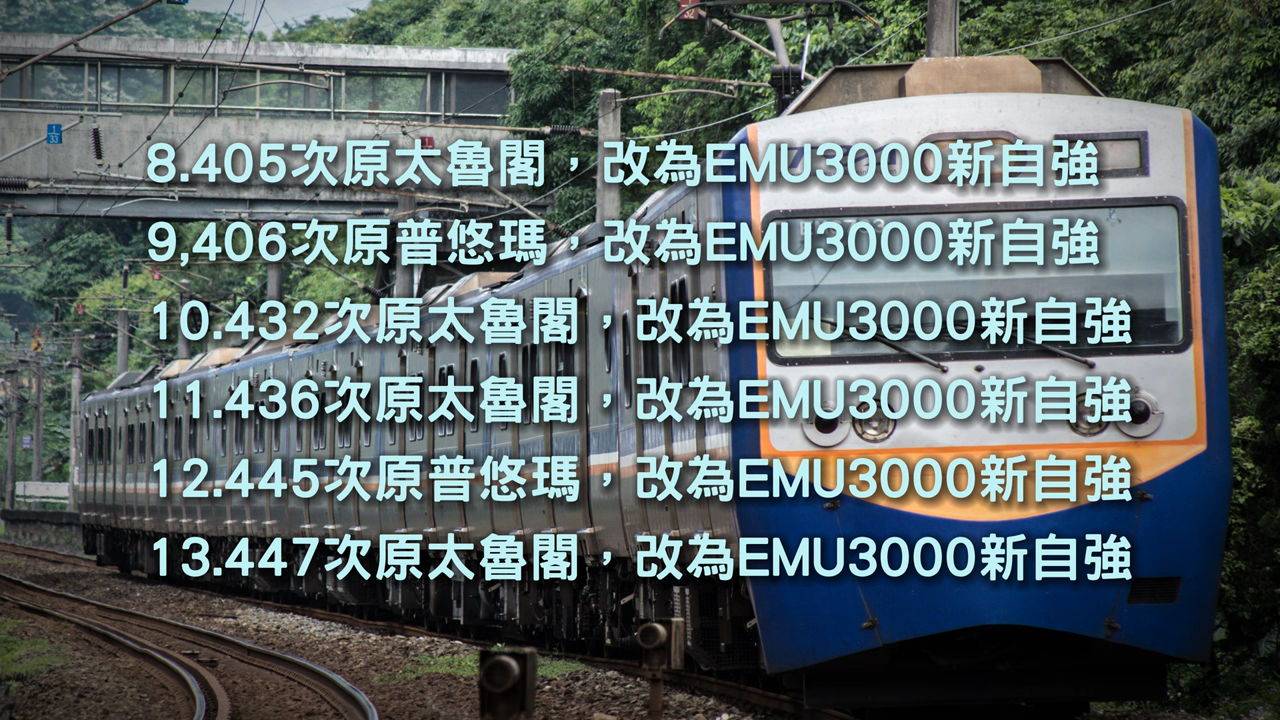 8.405次原太魯閣，改為EMU3000新自強
9,406次原普悠瑪，改為EMU3000新自強
10.432次原太魯閣，改為EMU3000新自強
11.436次原太魯閣，改為EMU3000新自強
12.445次原普悠瑪，改為EMU3000新自強
13.447次原太魯閣，改為EMU3000新自強